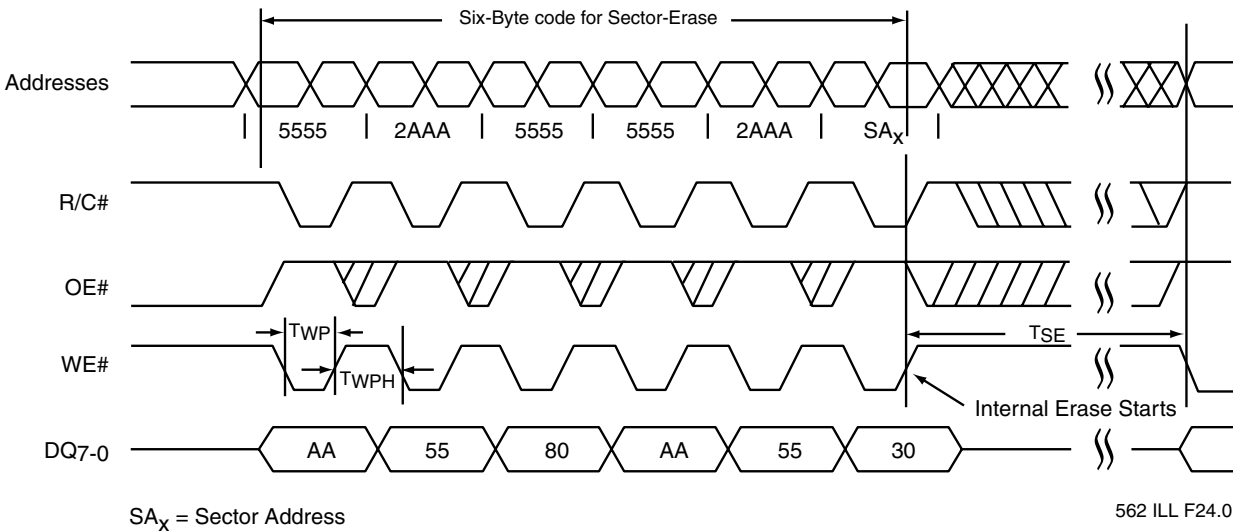 Six-Byte code for Sector-Erase
Addresses
5555 2AAA 5555 5555 2AAA SAX
R/C#
OE#
TWP
TSE
WE#
TWPH
Internal Erase Starts
DQ7-0
AA 55 80 AA 55 30
SAX = Sector Address
562 ILL F24.0